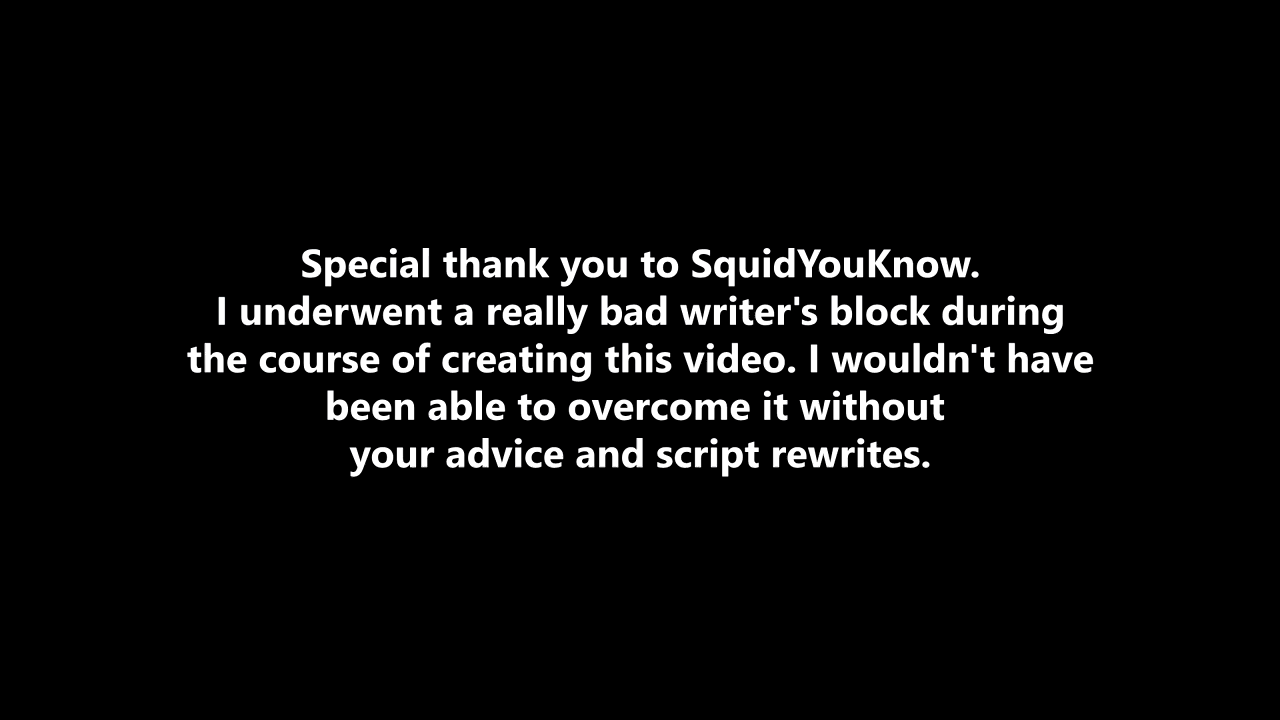 Special thank you to SquidYouKnow.
I underwent a really bad writer's block during
the course of creating this video. I wouldn't have
been able to overcome it without
your advice and script rewrites.